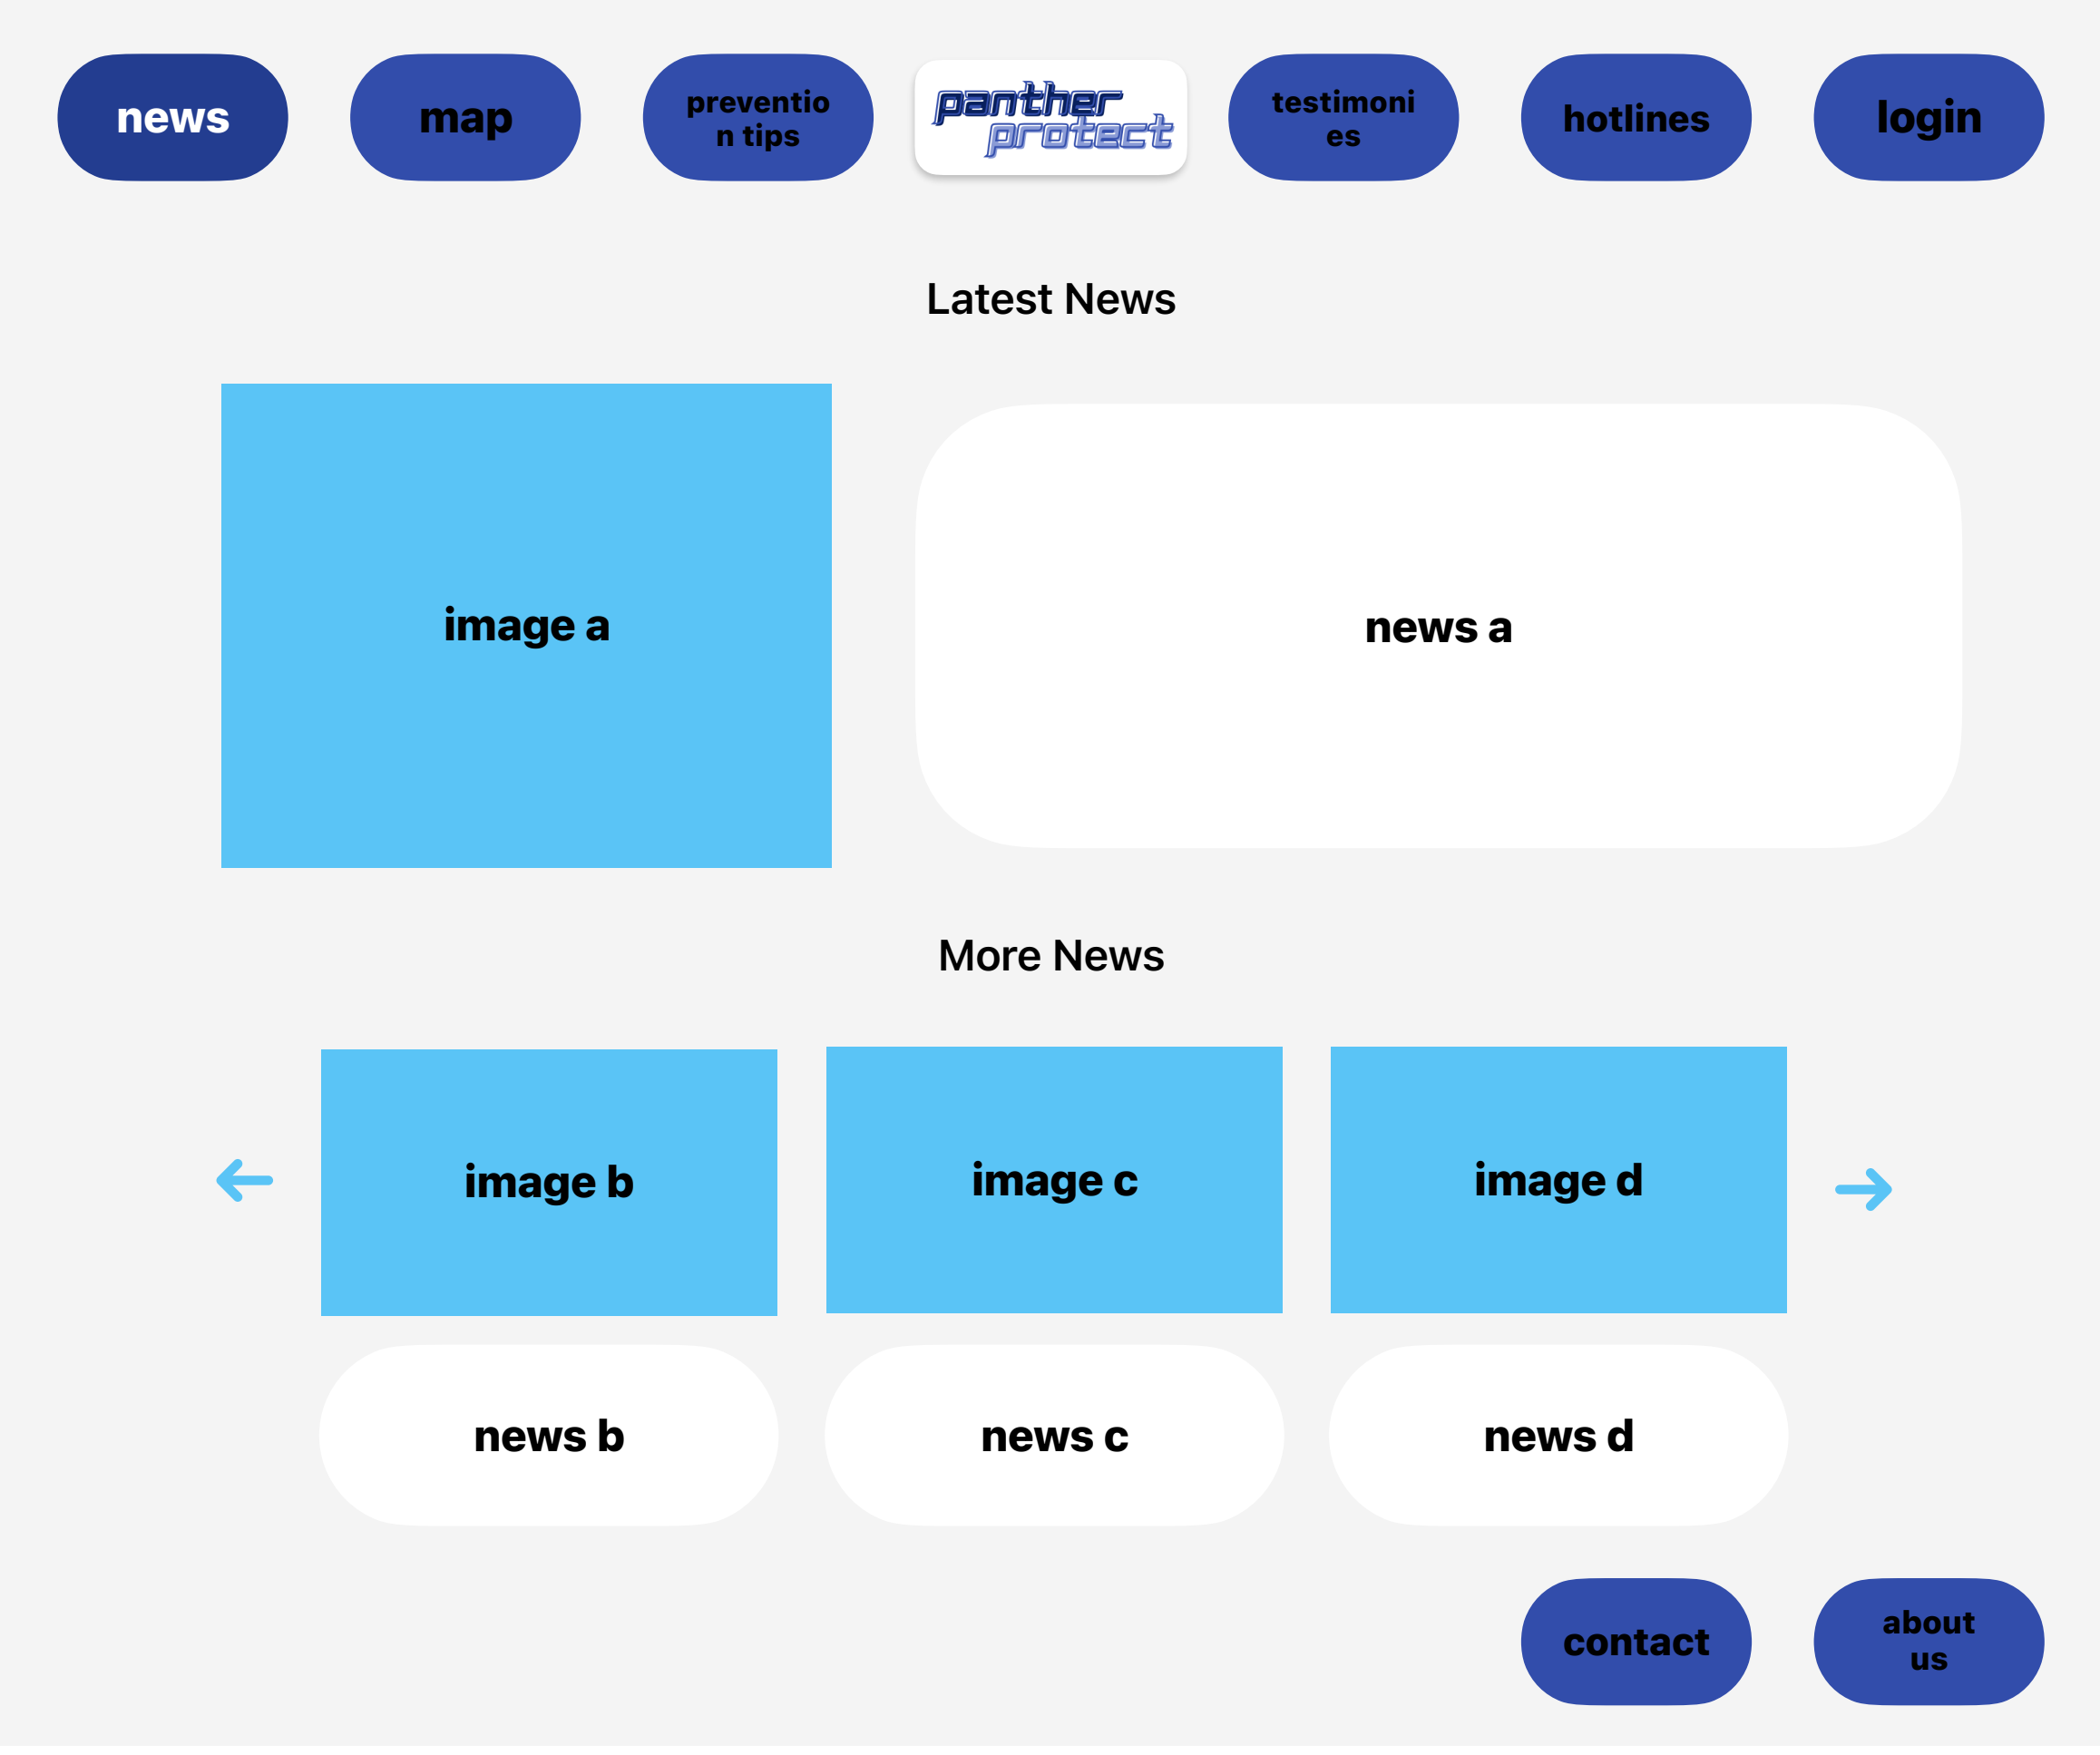 news
map
preventio
n tips
panther
protect
testimoni
es
hotlines
login
Latest News
image a
news a
More News
image b
image c
image d
news b
news c
news d
contact
about
us